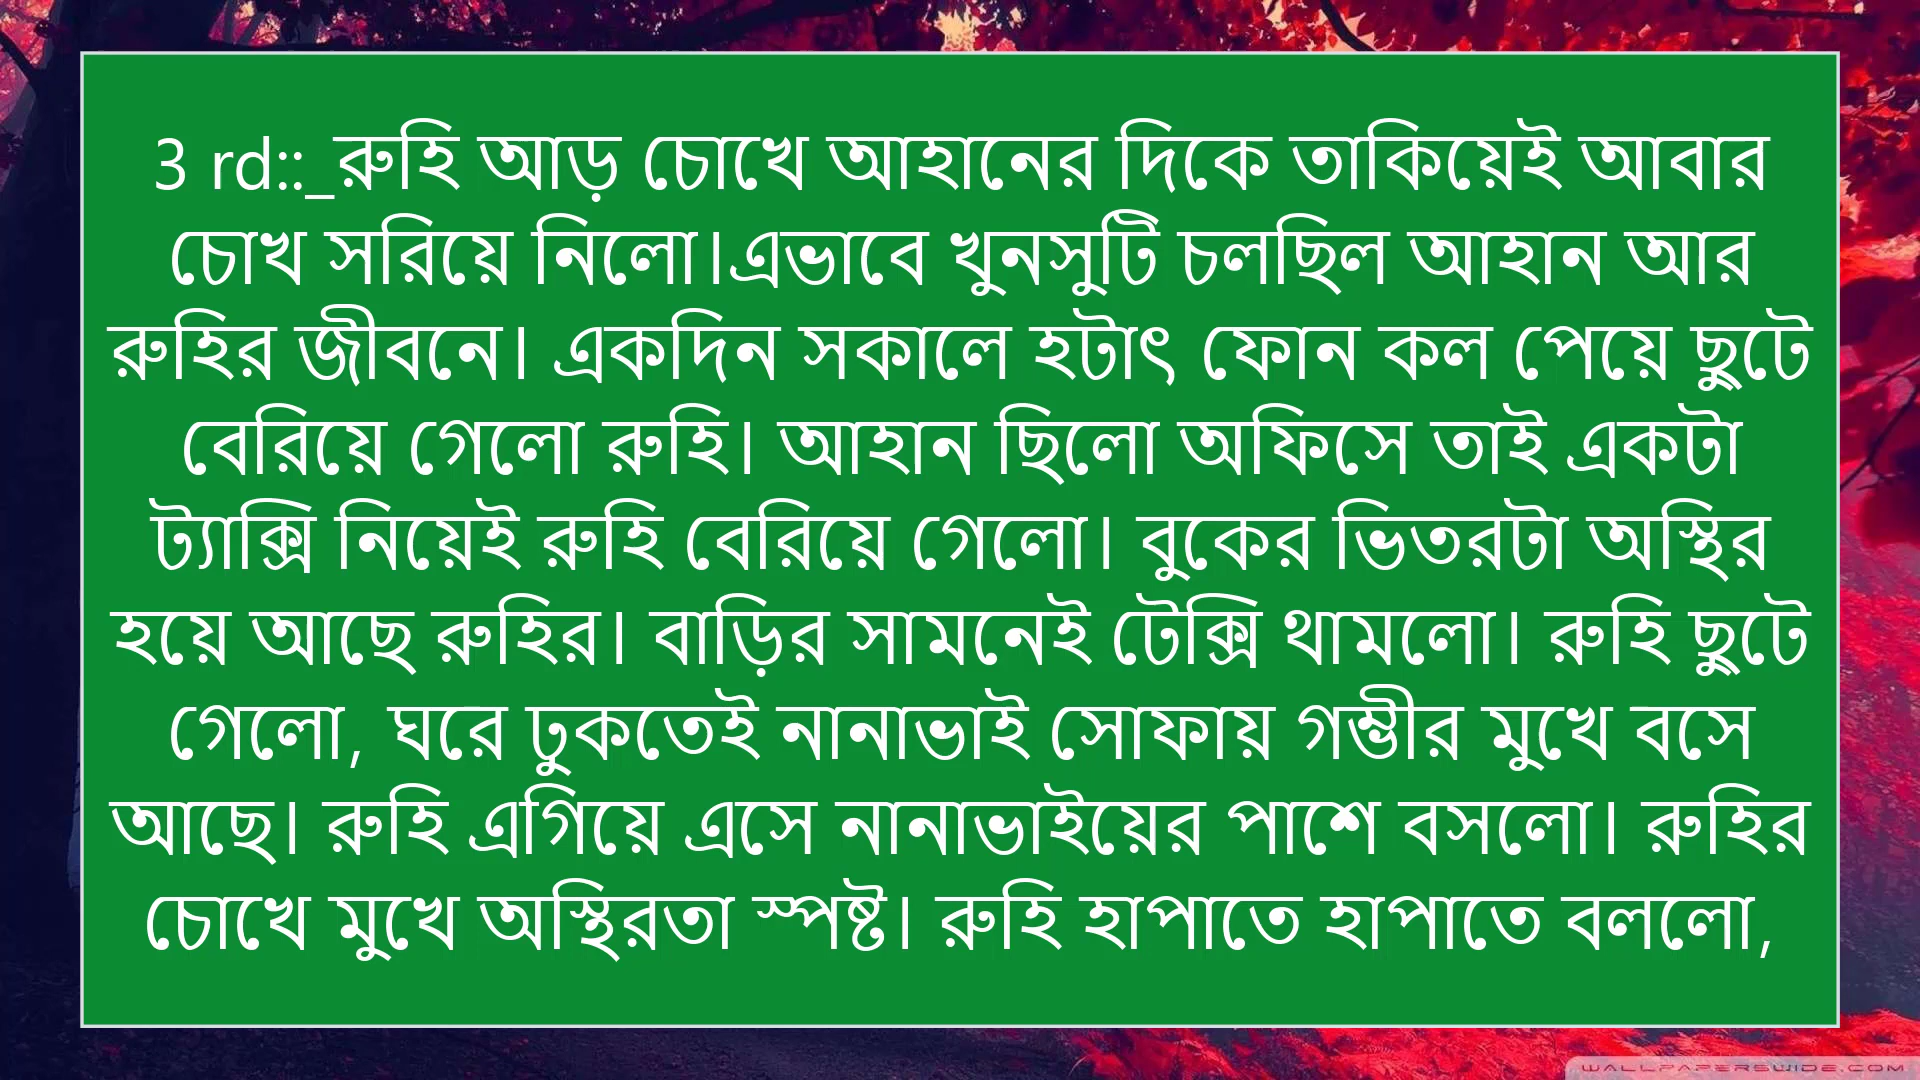 3 rd::_রুহি আড় চোখে আহানের দিকে তাকিয়েই আবার
চোখ সরিয়ে নিলো।এভাবে খুনসুটি চলছিল আহান আর
রুহির জীবনে। একদিন সকালে হটাৎ ফোন কল পেয়ে ছুটে
বেরিয়ে গেলো রুহি। আহান ছিলো অফিসে তাই একটা
ট্যাক্সি নিয়েই রুহি বেরিয়ে গেলো। বুকের ভিতরটা অস্থির
হয়ে আছে রুহির। বাড়ির সামনেই টেক্সি থামলো। রুহি ছুটে
গেলো, ঘরে ঢুকতেই নানাভাই সোফায় গম্ভীর মুখে বসে
আছে। রুহি এগিয়ে এসে নানাভাইয়ের পাশে বসলো। রুহির
চোখে মুখে অস্থিরতা স্পষ্ট। রুহি হাপাতে হাপাতে বললো,
WALLPAPERSWIDE.COM